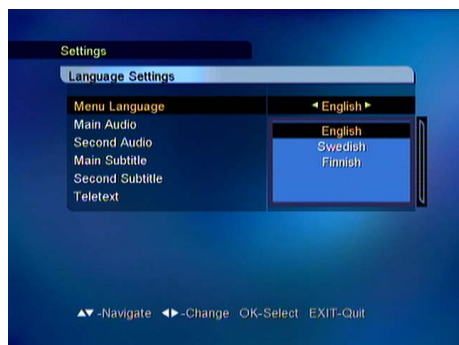 Settings
Language Settings
Menu Language ◄ English ►
Main Audio
English
Second Audio
Swedish
Main Subtitle
Finnish
Second Subtitle
Teletext
▲▼ -Navigate ◄► -Change OK-Select EXIT-Quit